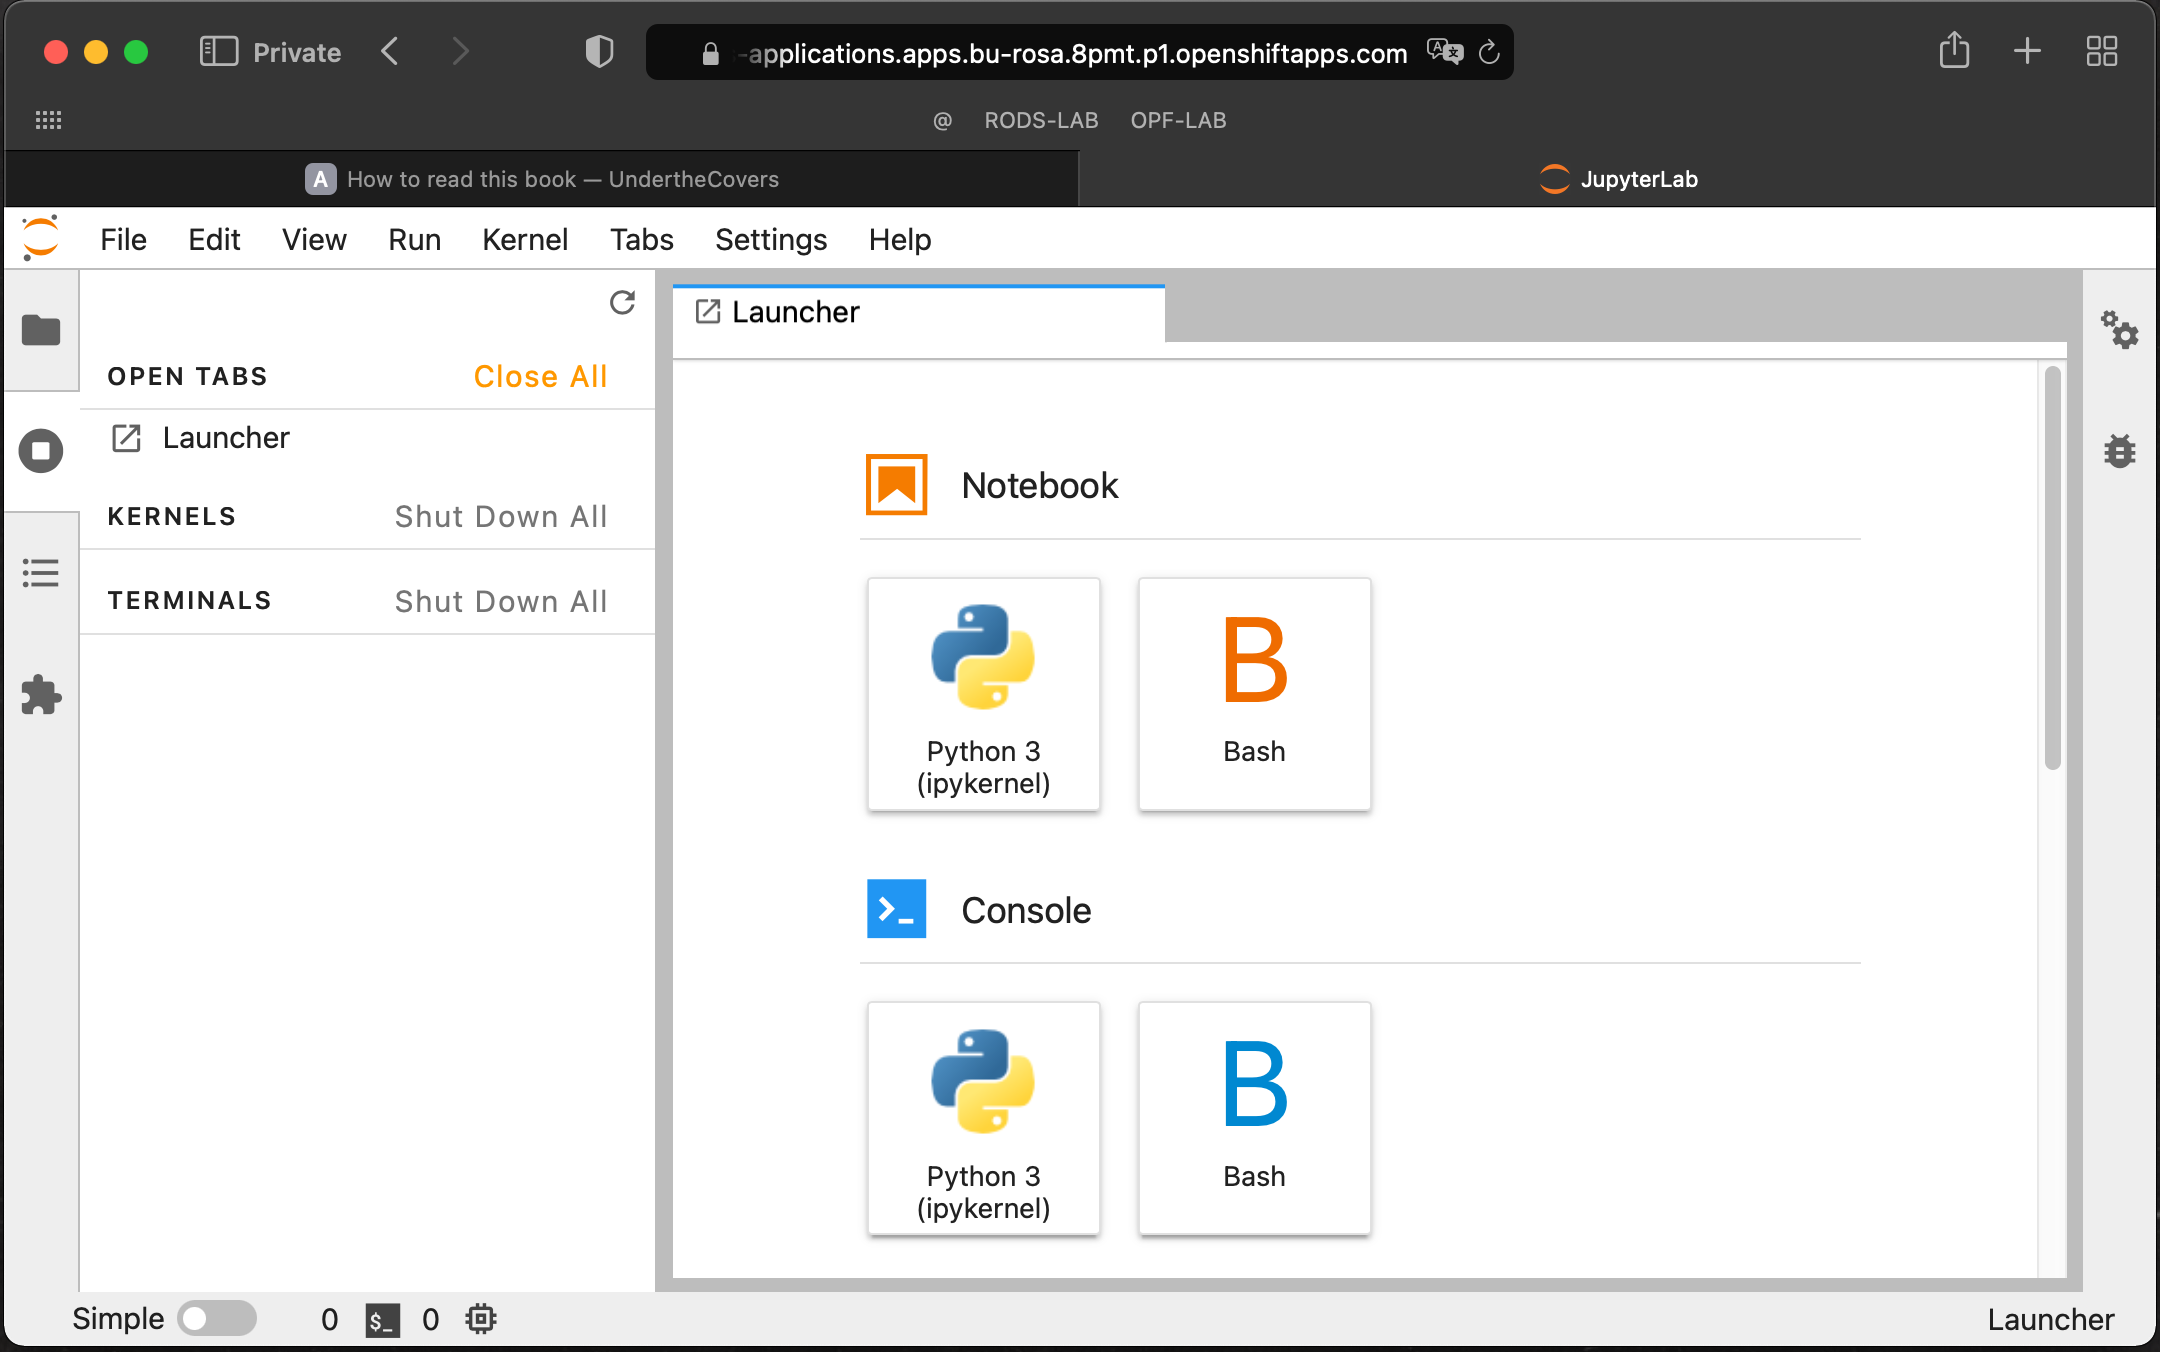 Private
-applications.apps.bu-rosa.8pmt.p1.openshiftapps.com
@ RODS-LAB OPF-LAB
A How to read this book — UndertheCovers
JupyterLab
File Edit View Run Kernel Tabs Settings Help
OPEN TABS Close All
Launcher
KERNELS Shut Down All
TERMINALS Shut Down All
Launcher
Notebook
Python 3
(ipykernel)
B
Bash
Console
Python 3
(ipykernel)
B
Bash
Simple 0 $_ 0
Launcher